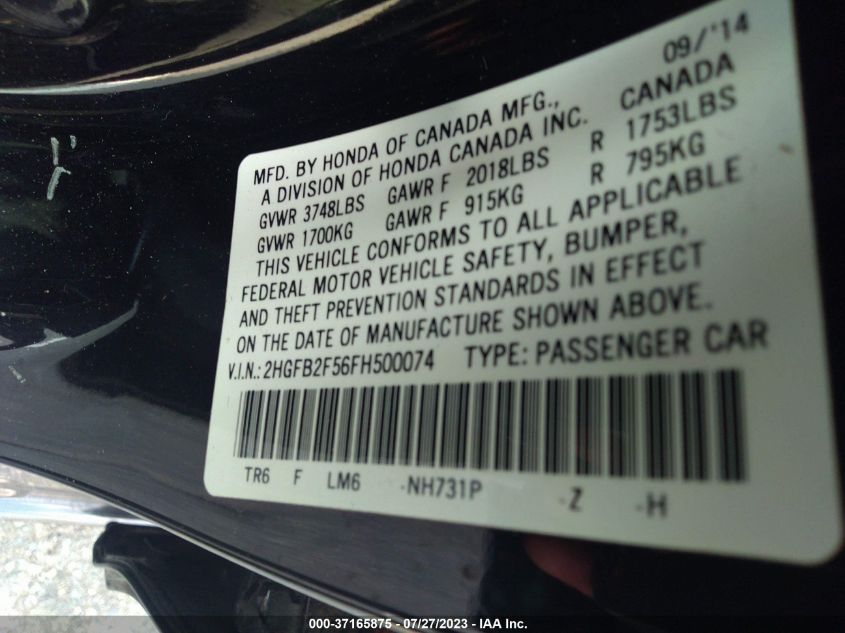 09/'14
MFD. BY HONDA OF CANADA MFG.,
A DIVISION OF HONDA CANADA INC. CANADA
GVWR 3748LBS GAWR F 2018LBS R 1753LBS
GVWR 1700KG GAWR F 915KG R 795KG
THIS VEHICLE CONFORMS TO ALL APPLICABLE
FEDERAL MOTOR VEHICLE SAFETY, BUMPER,
AND THEFT PREVENTION STANDARDS IN EFFECT
ON THE DATE OF MANUFACTURE SHOWN ABOVE.
V.I.N.: 2HGFB2F56FH500074 TYPE: PASSENGER CAR
TR6 F LM6 -NH731P -Z -H
000-37165875 - 07/27/2023 - IAA Inc.